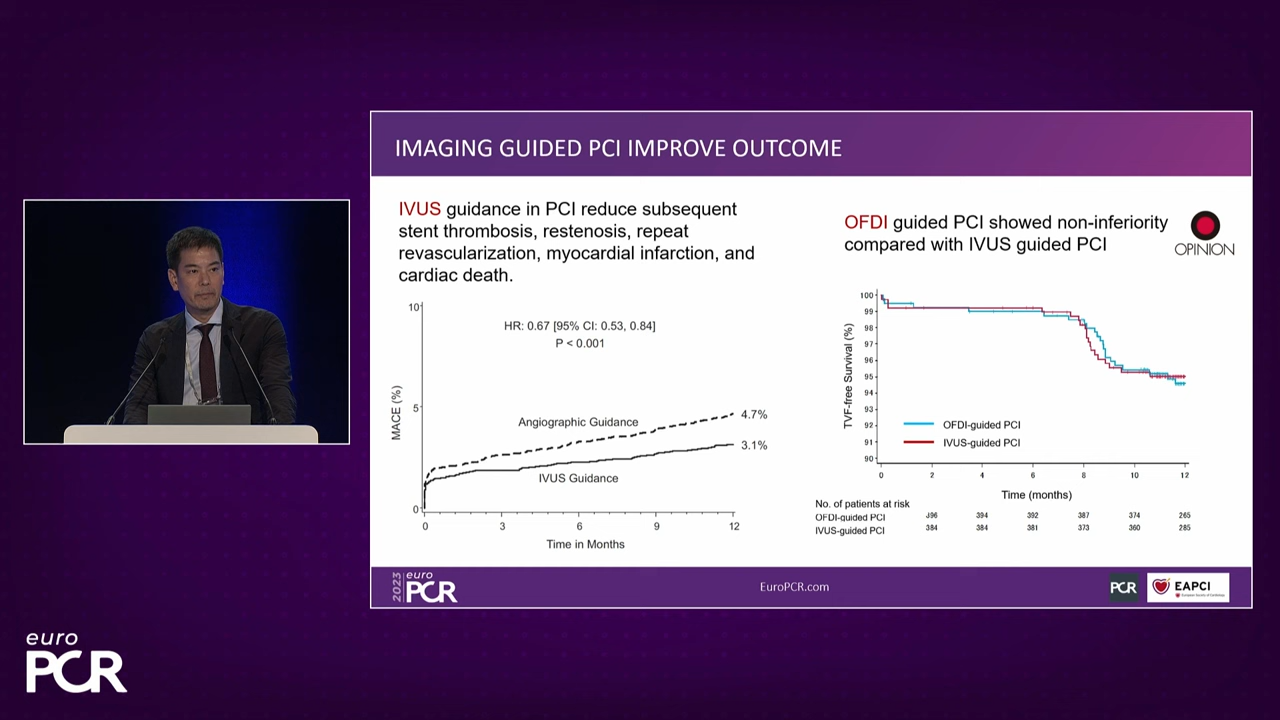 IMAGING GUIDED PCI IMPROVE OUTCOME
IVUS guidance in PCI reduce subsequent
stent thrombosis, restenosis, repeat
revascularization, myocardial infarction, and
cardiac death.
10
HR: 0.67 [95% CI: 0.53, 0.84]
P < 0.001
MACE (%)
5
Angiographic Guidance
4.7%
3.1%
IVUS Guidance
0
0 3 6 9 12
Time in Months
OFDI guided PCI showed non-inferiority
compared with IVUS guided PCI
OPINION
TVF-free Survival (%)
100
99
98
97
96
95
94
93
92
91
90
OFDI-guided PCI
IVUS-guided PCI
0 2 4 6 8 10 12
Time (months)
No. of patients at risk
OFDI-guided PCI 396 394 392 387 374 265
IVUS-guided PCI 384 384 381 373 360 285
2023 euro
PCR
EuroPCR.com
PCR
EAPCI
euro
PCR